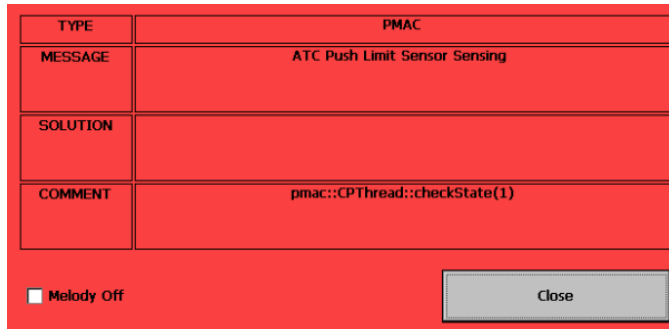 TYPE PMAC
MESSAGE ATC Push Limit Sensor Sensing
SOLUTION
COMMENT pmac::CPThread::checkState(1)
Melody Off Close